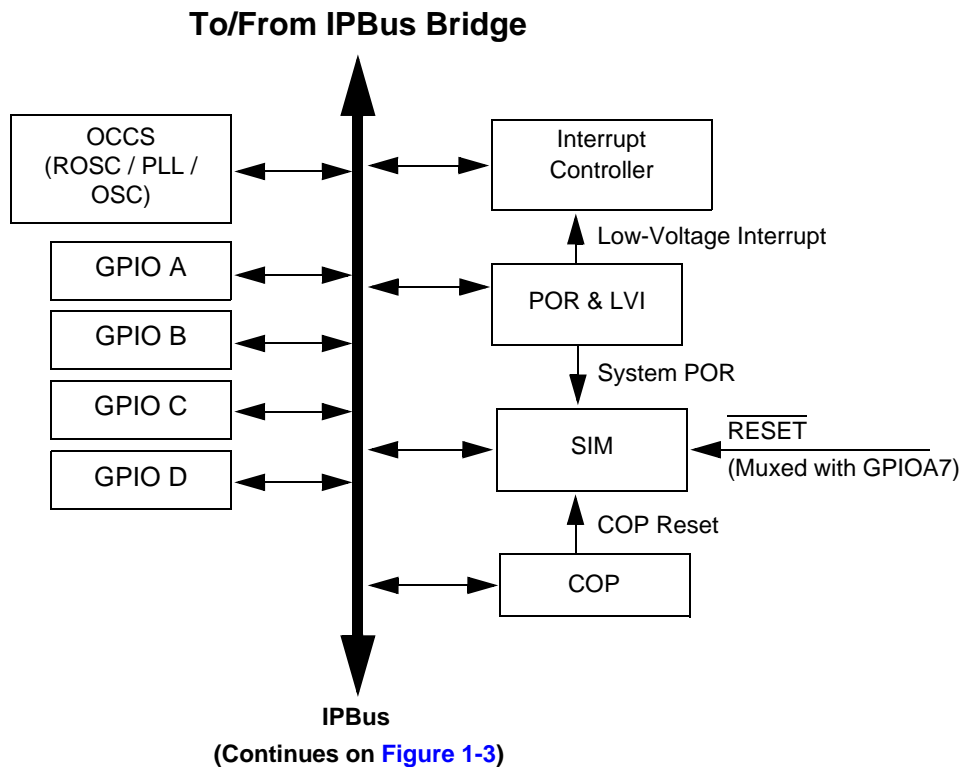 To/From IPBus Bridge
OCCS
(ROSC / PLL /
OSC)
GPIO A
GPIO B
GPIO C
GPIO D
Interrupt
Controller
Low-Voltage Interrupt
POR & LVI
System POR
SIM
RESET
(Muxed with GPIOA7)
COP Reset
COP
IPBus
(Continues on Figure 1-3)